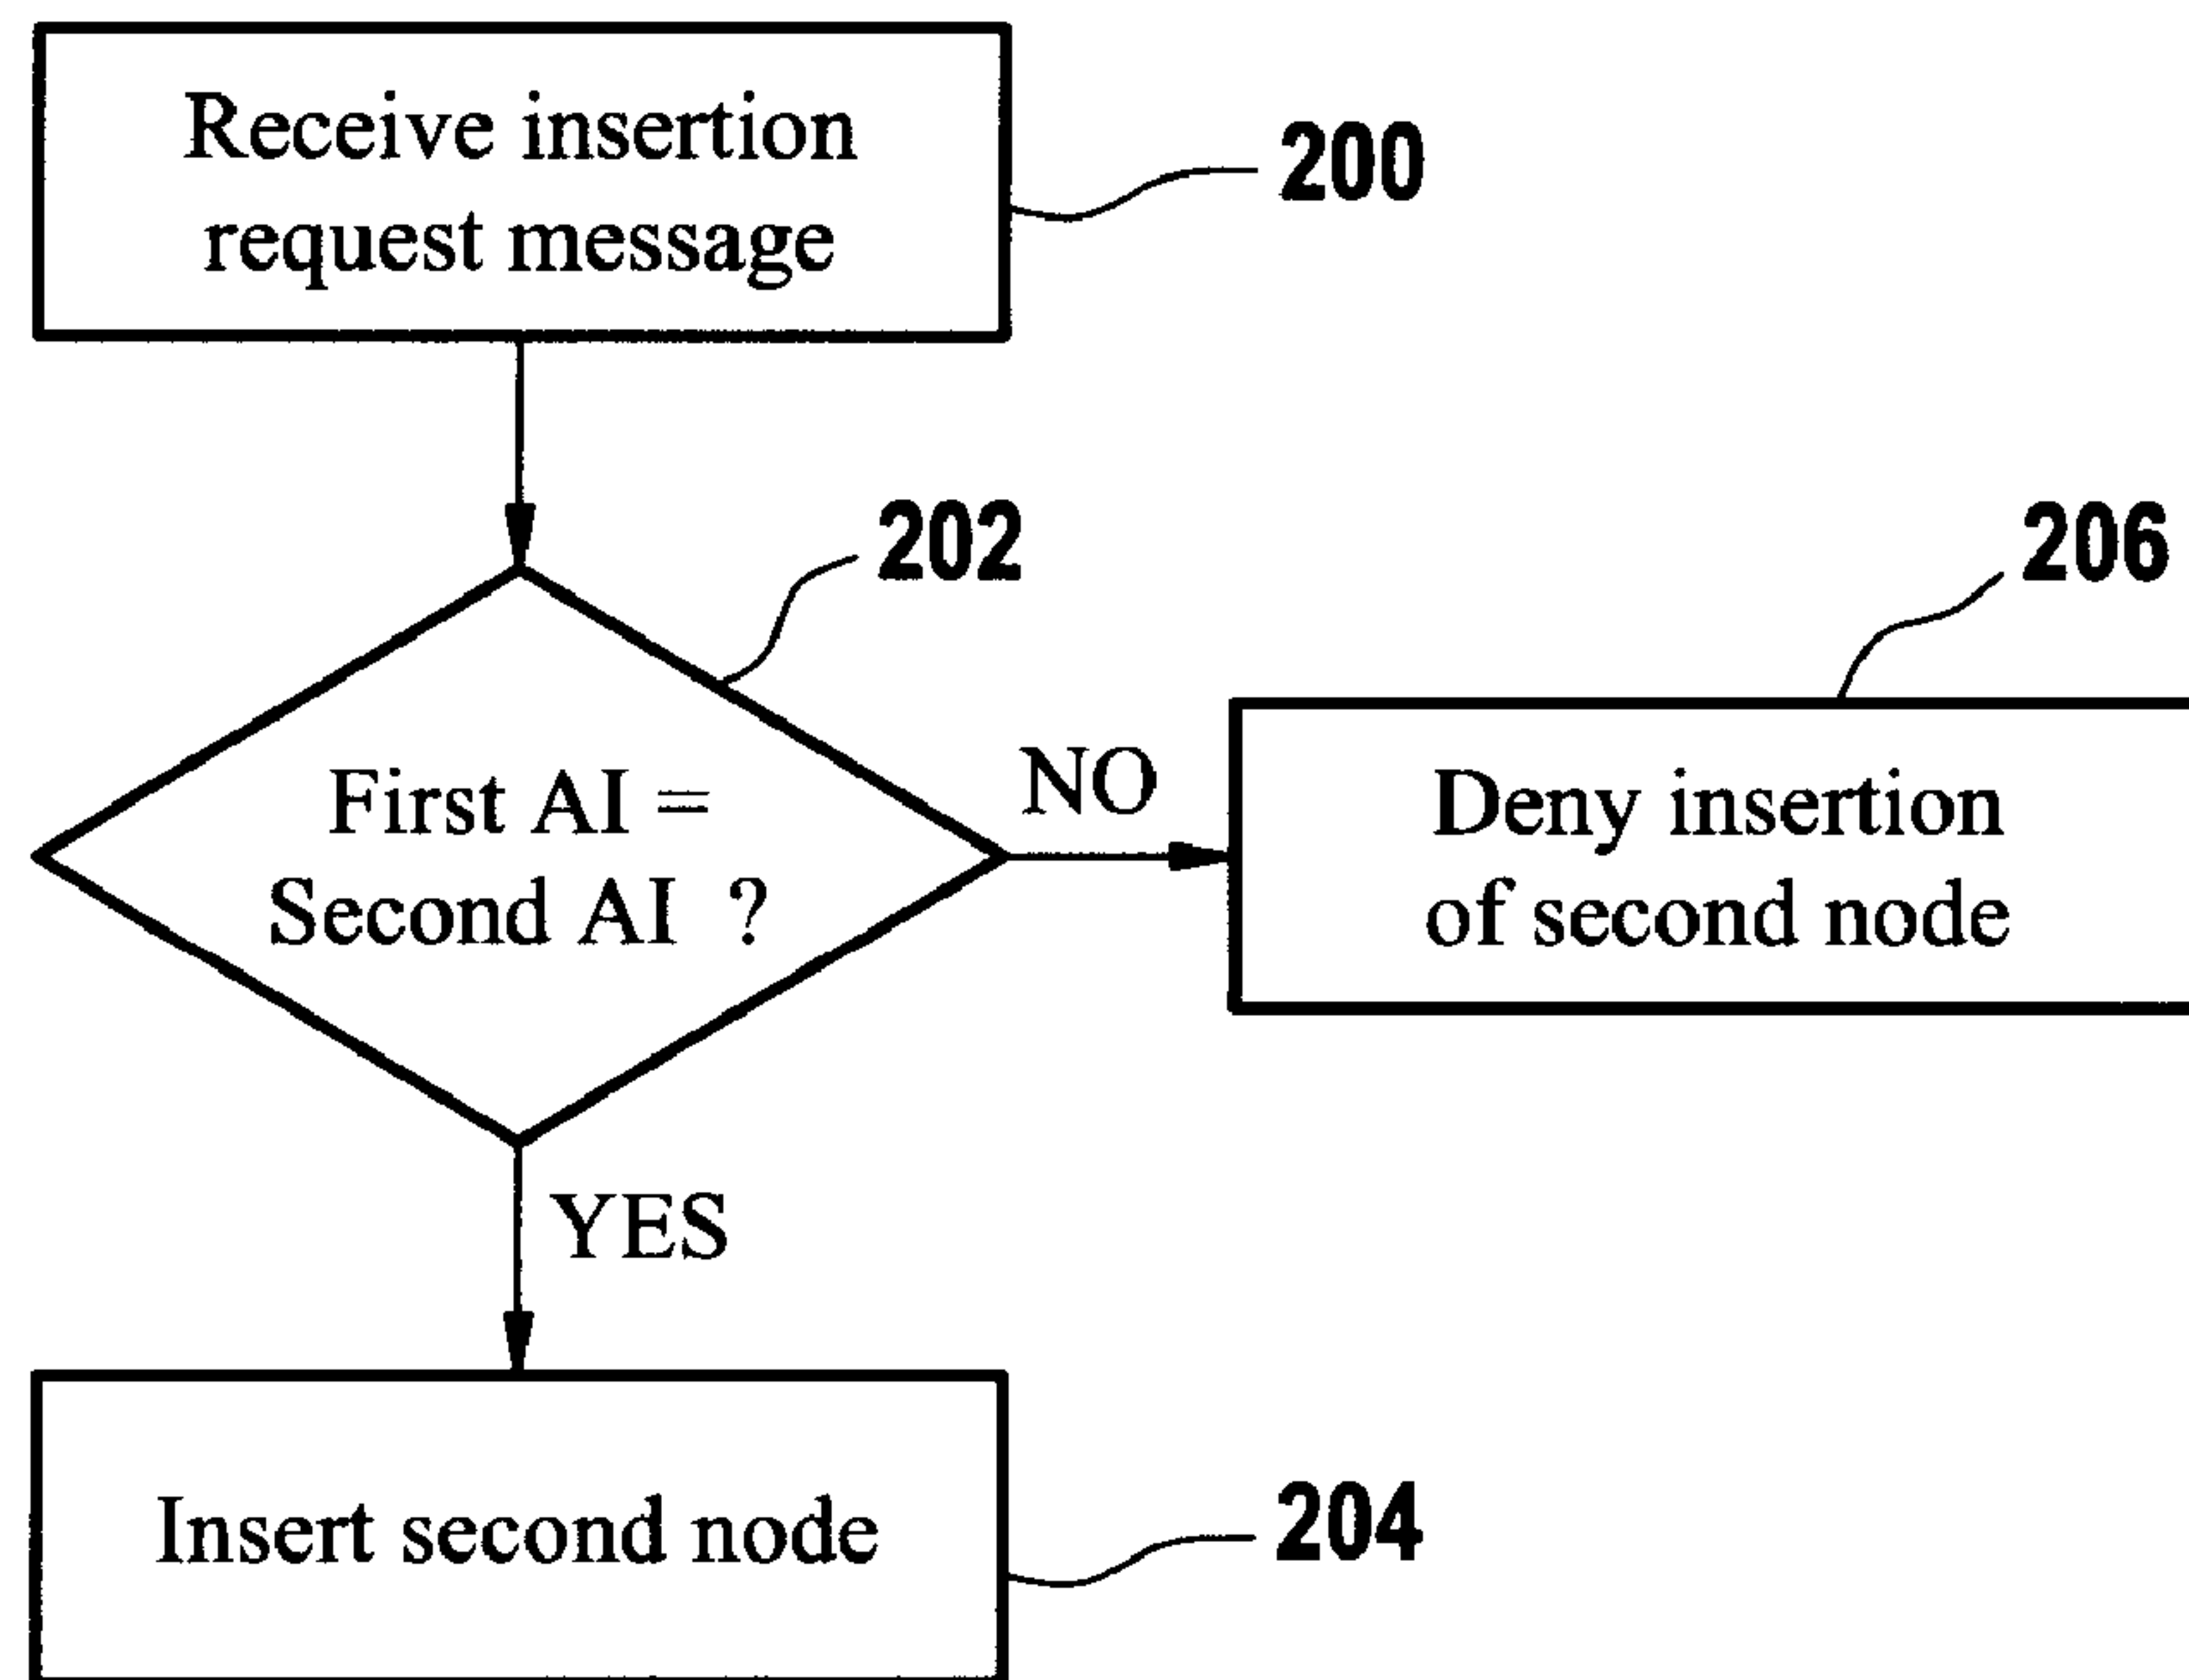 Receive insertion
request message
200
202
206
First AI =
Second AI ?
NO
Deny insertion
of second node
YES
Insert second node
204